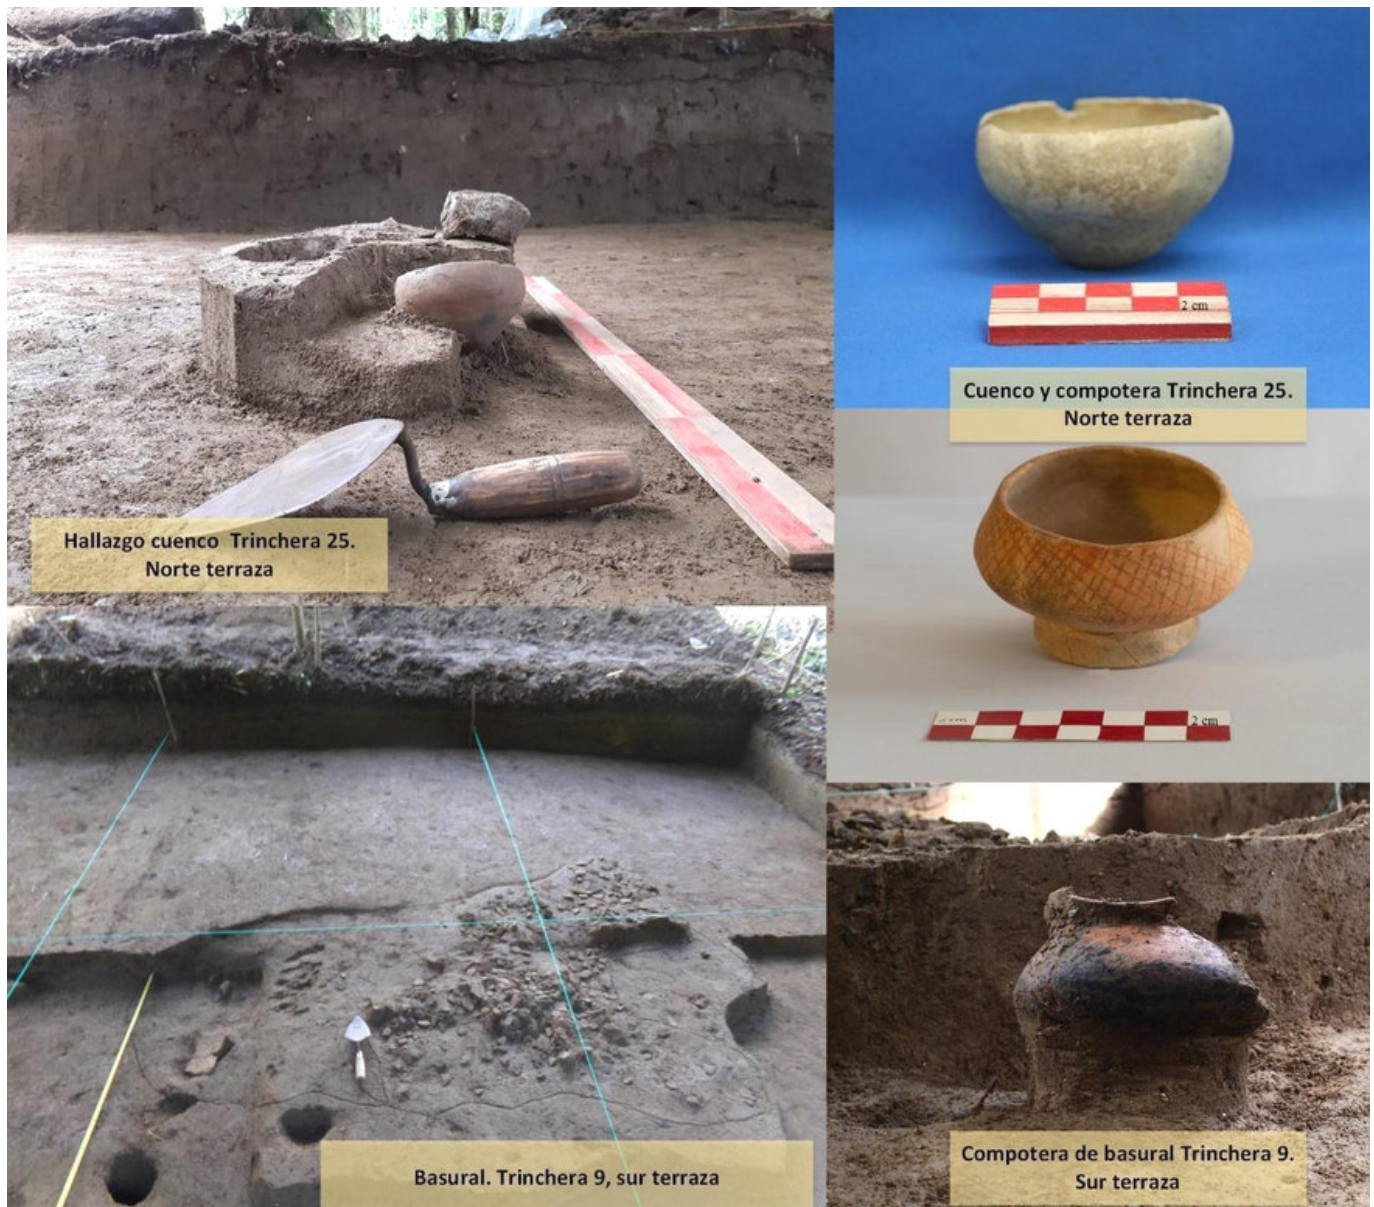 2 cm
Cuenco y compotera Trinchera 25.
Norte terraza
Hallazgo cuenco Trinchera 25.
Norte terraza
2 cm
Basural. Trinchera 9, sur terraza
Compotera de basural Trinchera 9.
Sur terraza